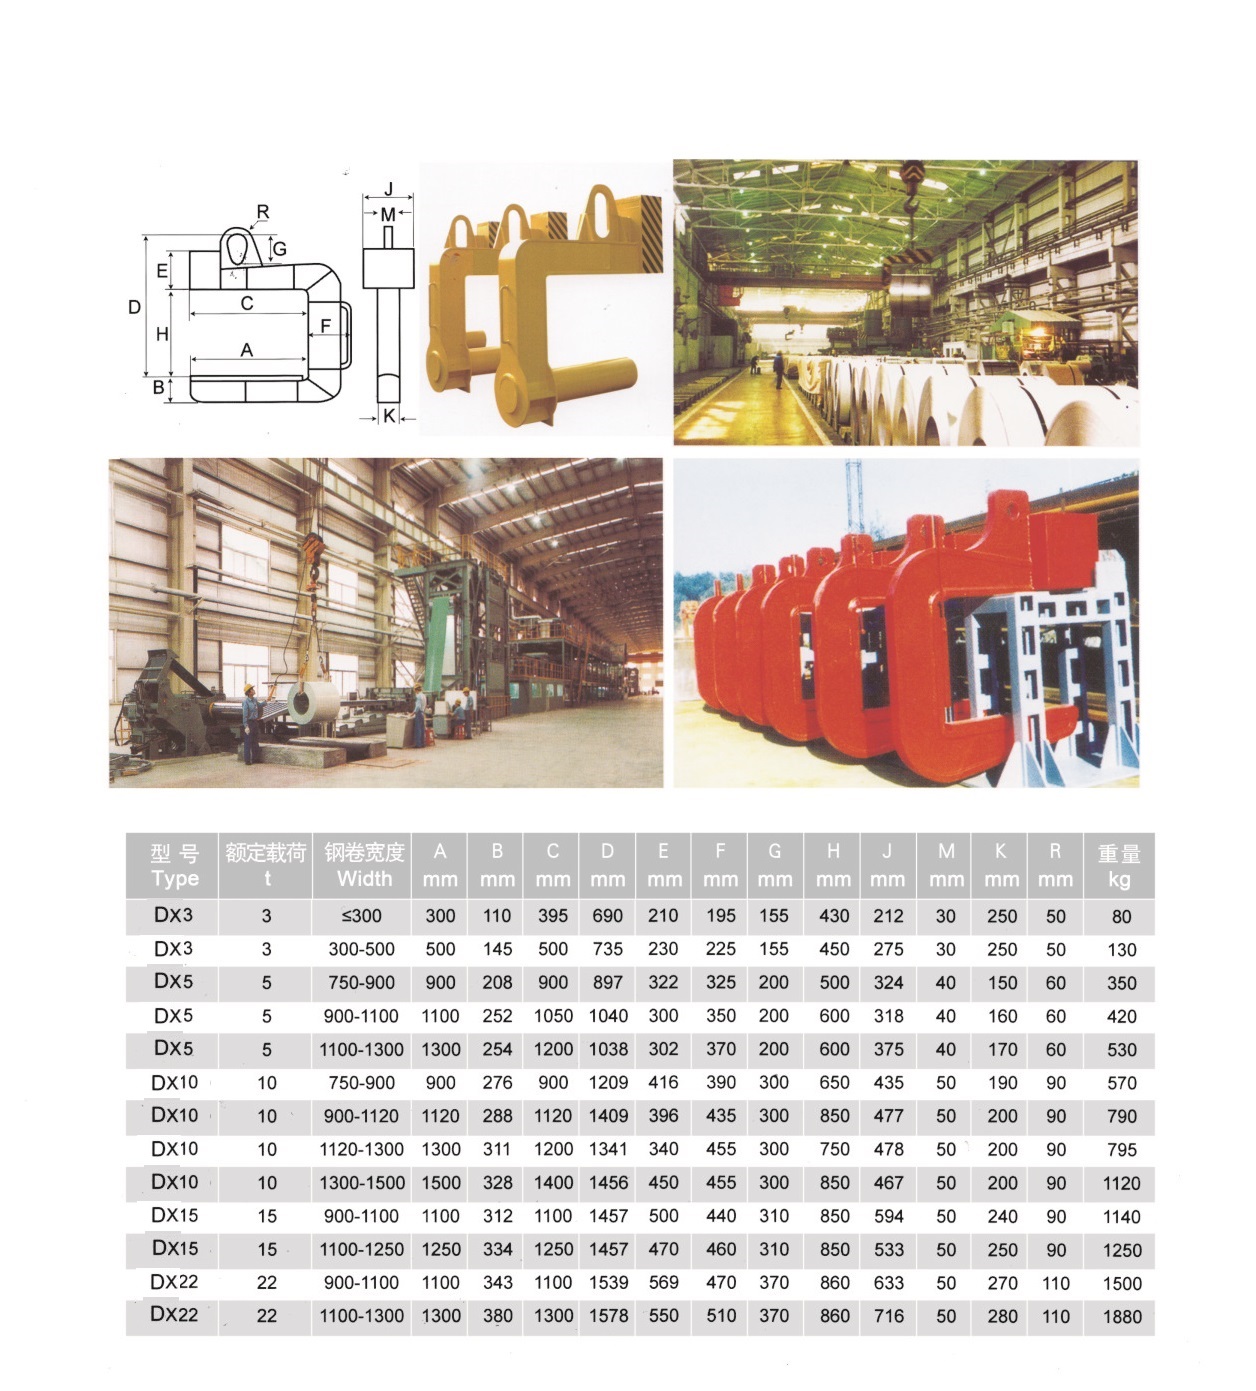 J
M
R
G
E
D
C
H
F
A
B
K
型号 额定载荷 钢卷宽度 A B C D E F G H J M K R 重量
Type t Width mm mm mm mm mm mm mm mm mm mm mm mm kg
DX3 3 ≤300 300 110 395 690 210 195 155 430 212 30 250 50 80
DX3 3 300-500 500 145 500 735 230 225 155 450 275 30 250 50 130
DX5 5 750-900 900 208 900 897 322 325 200 500 324 40 150 60 350
DX5 5 900-1100 1100 252 1050 1040 300 350 200 600 318 40 160 60 420
DX5 5 1100-1300 1300 254 1200 1038 302 370 200 600 375 40 170 60 530
DX10 10 750-900 900 276 900 1209 416 390 300 650 435 50 190 90 570
DX10 10 900-1120 1120 288 1120 1409 396 435 300 850 477 50 200 90 790
DX10 10 1120-1300 1300 311 1200 1341 340 455 300 750 478 50 200 90 795
DX10 10 1300-1500 1500 328 1400 1456 450 455 300 850 467 50 200 90 1120
DX15 15 900-1100 1100 312 1100 1457 500 440 310 850 594 50 240 90 1140
DX15 15 1100-1250 1250 334 1250 1457 470 460 310 850 533 50 250 90 1250
DX22 22 900-1100 1100 343 1100 1539 569 470 370 860 633 50 270 110 1500
DX22 22 1100-1300 1300 380 1300 1578 550 510 370 860 716 50 280 110 1880